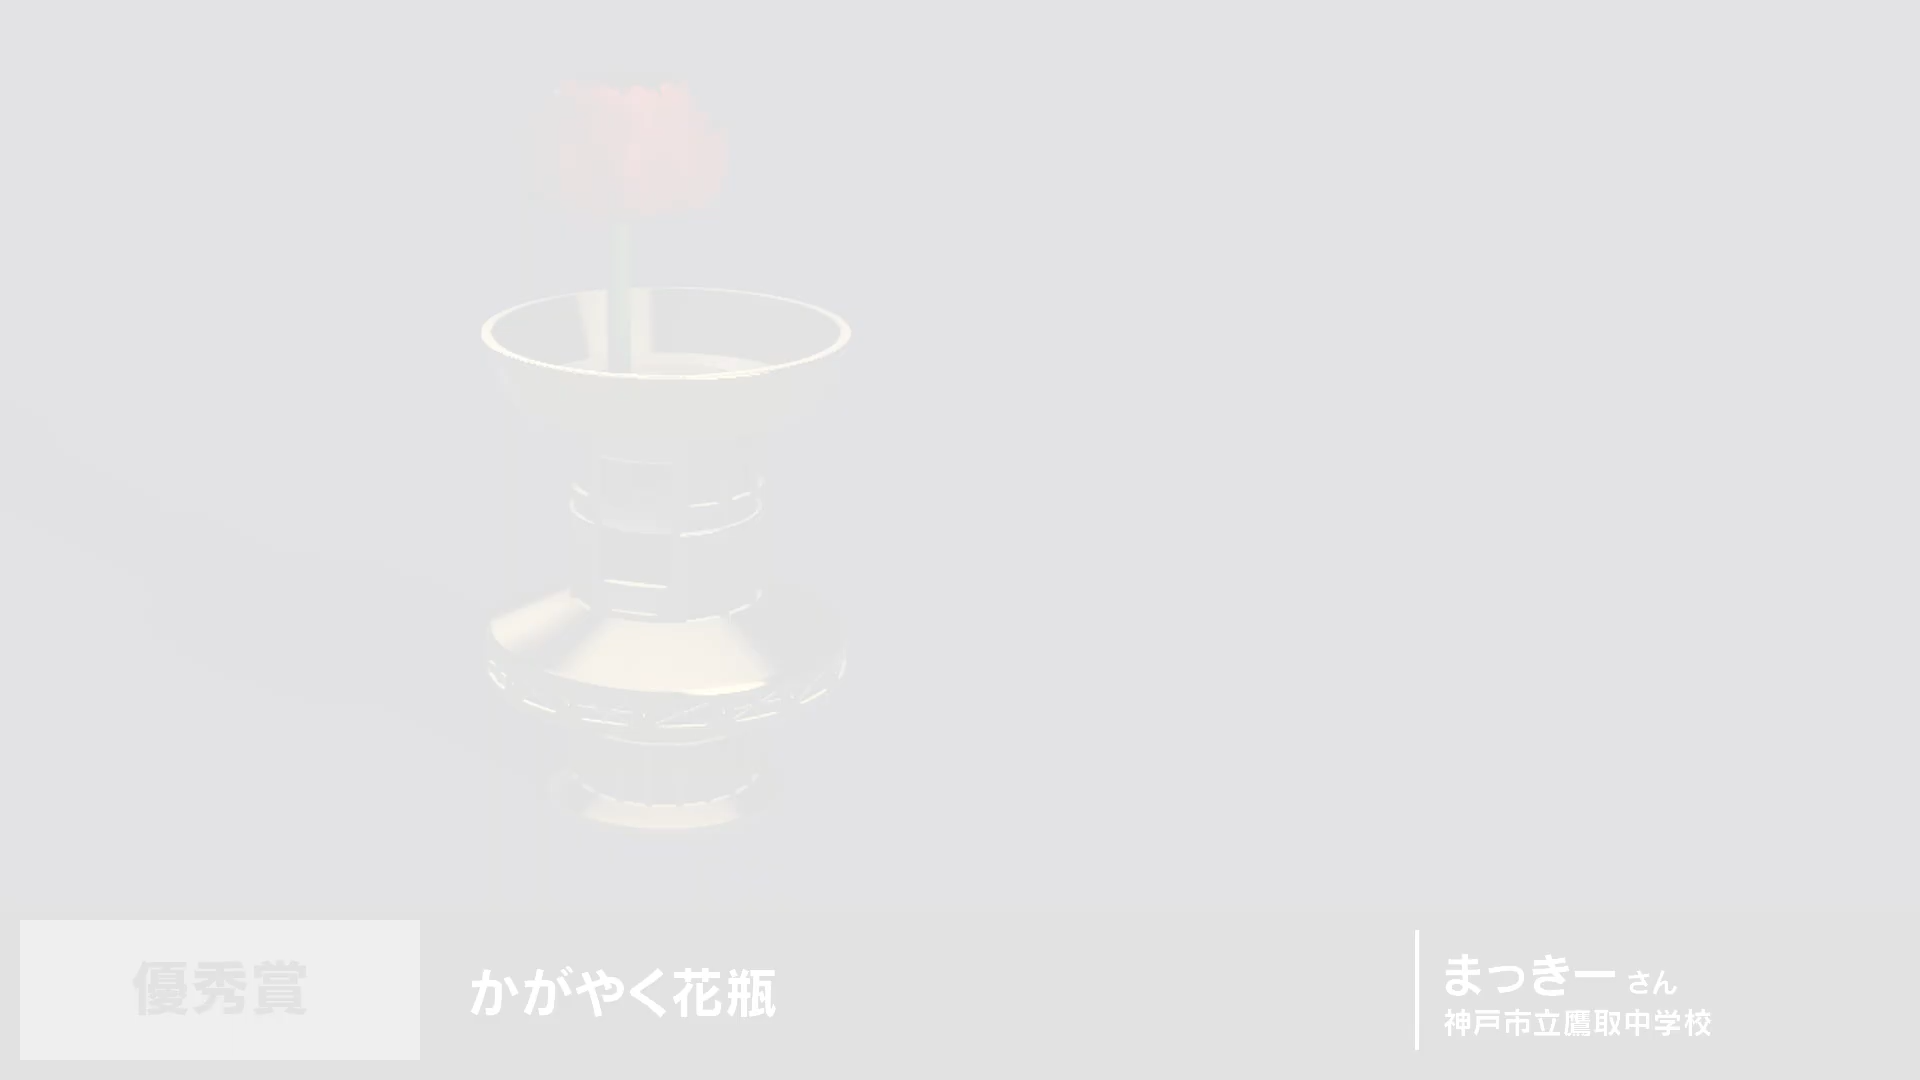 優秀賞
かがやく花瓶
まっきー さん
神戸市立鷹取中学校